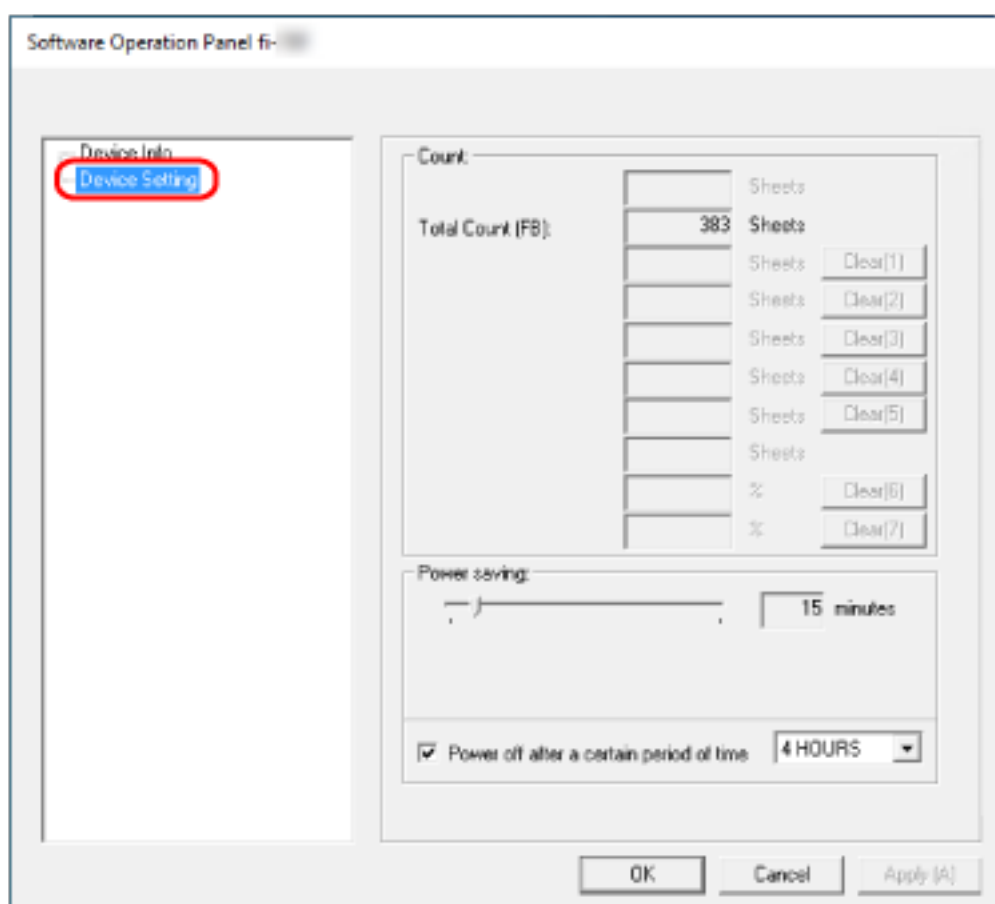 Software Operation Panel fi-
Device Info
Device Setting
Count:
Sheets
Total Count (FB): 383 Sheets
Sheets Clear(1)
Sheets Clear(2)
Sheets Clear(3)
Sheets Clear(4)
Sheets Clear(5)
Sheets
% Clear(6)
% Clear(7)
Power saving:
15 minutes
Power off after a certain period of time 4 HOURS
OK Cancel Apply (A)